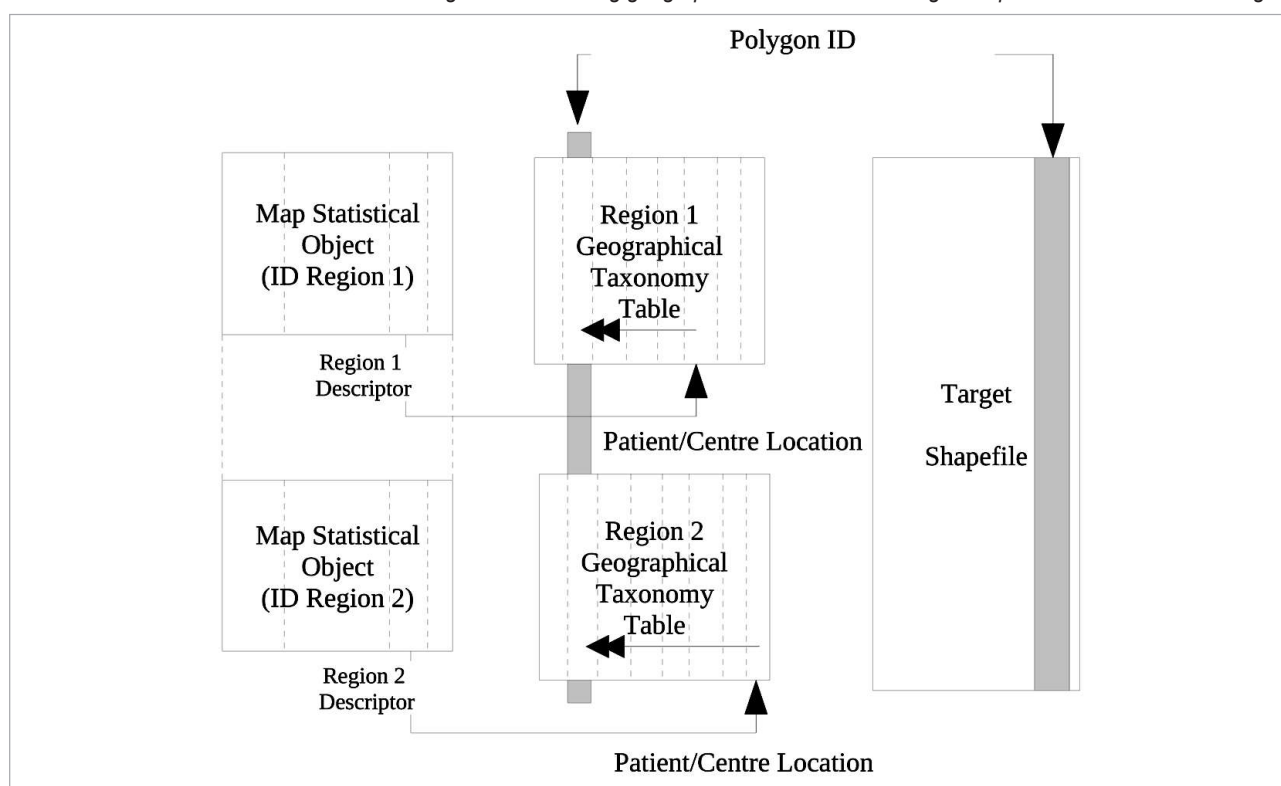 Polygon ID
Map Statistical
Object
(ID Region 1)
Region 1
Geographical
Taxonomy
Table
Region 1
Descriptor
Patient/Centre Location
Target
Shapefile
Map Statistical
Object
(ID Region 2)
Region 2
Geographical
Taxonomy
Table
Region 2
Descriptor
Patient/Centre Location